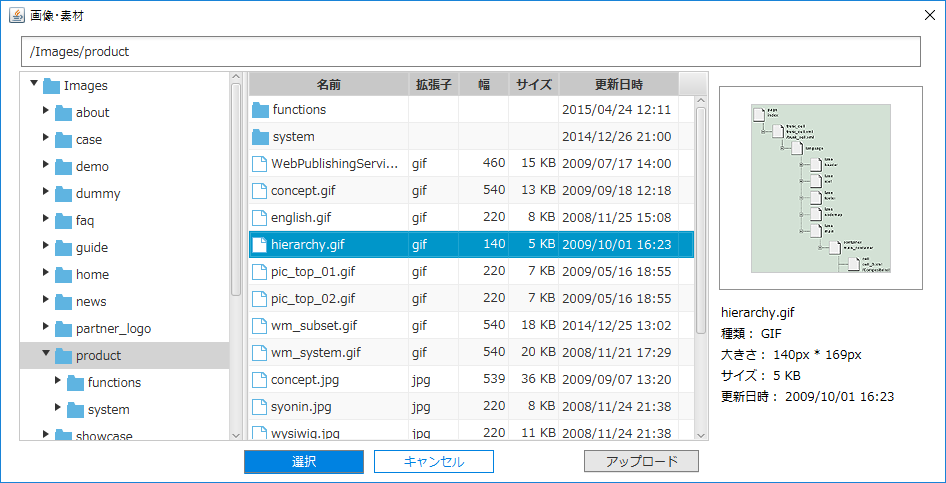 画像・素材
/Images/product
Images
about
case
demo
dummy
faq
guide
home
news
partner_logo
product
functions
system
showcase
名前 拡張子 幅 サイズ 更新日時
functions 2015/04/24 12:11
system 2014/12/26 21:00
WebPublishingServi... gif 460 15 KB 2009/07/17 14:00
concept.gif gif 540 13 KB 2009/09/18 12:18
english.gif gif 220 8 KB 2008/11/25 15:08
hierarchy.gif gif 140 5 KB 2009/10/01 16:23
pic_top_01.gif gif 220 7 KB 2009/05/16 18:55
pic_top_02.gif gif 220 7 KB 2009/05/16 18:55
wm_subset.gif gif 540 18 KB 2014/12/25 13:02
wm_system.gif gif 540 20 KB 2008/11/21 17:29
concept.jpg jpg 539 36 KB 2009/09/07 13:20
syonin.jpg jpg 220 8 KB 2008/11/24 21:38
wysiwig.jpg jpg 220 11 KB 2008/11/24 21:38
hierarchy.gif
種類： GIF
大きさ： 140px * 169px
サイズ： 5 KB
更新日時： 2009/10/01 16:23
選択 キャンセル アップロード